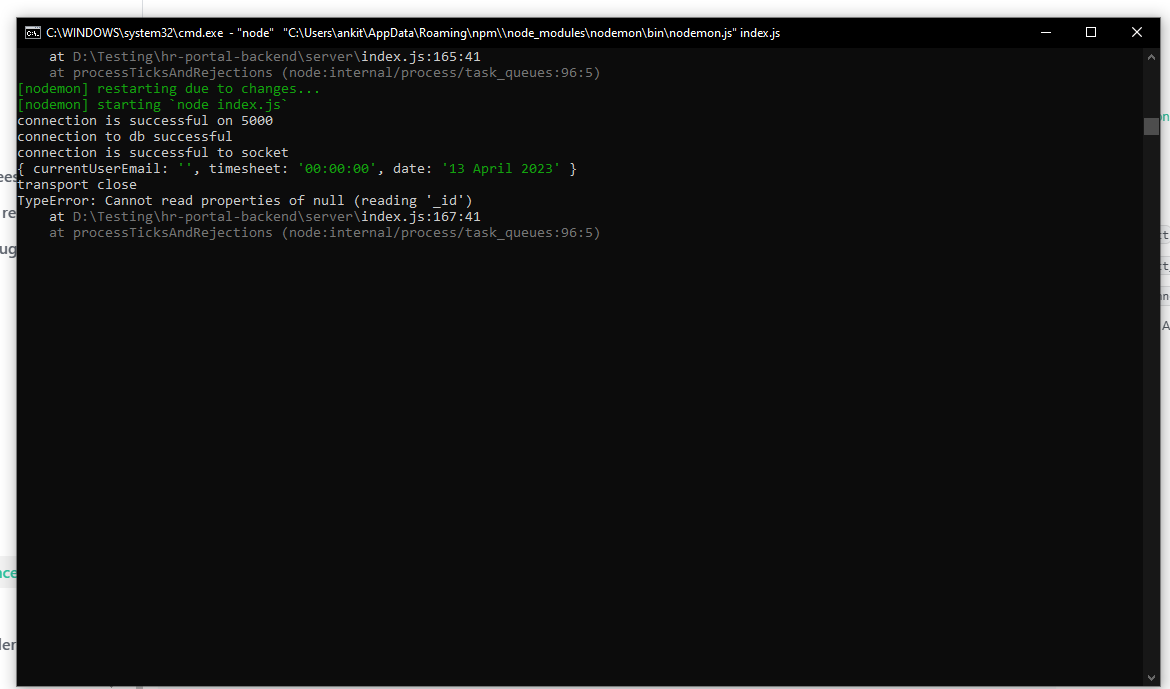 C:\WINDOWS\system32\cmd.exe - "node" "C:\Users\ankit\AppData\Roaming\npm\\node_modules\nodemon\bin\nodemon.js" index.js
at D:\Testing\hr-portal-backend\server\index.js:165:41
at processTicksAndRejections (node:internal/process/task_queues:96:5)
[nodemon] restarting due to changes...
[nodemon] starting `node index.js`
connection is successful on 5000
connection to db successful
connection is successful to socket
{ currentUserEmail: '', timesheet: '00:00:00', date: '13 April 2023' }
transport close
TypeError: Cannot read properties of null (reading '_id')
at D:\Testing\hr-portal-backend\server\index.js:167:41
at processTicksAndRejections (node:internal/process/task_queues:96:5)